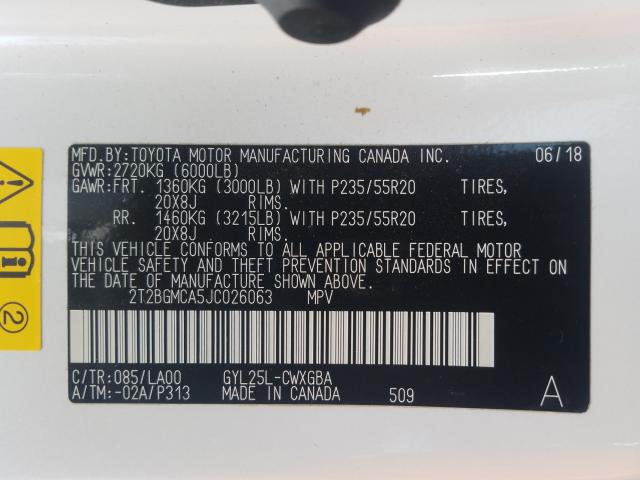 MFD.BY:TOYOTA MOTOR MANUFACTURING CANADA INC. 06/18
GVWR:2720KG (6000LB)
GAWR:FRT. 1360KG (3000LB) WITH P235/55R20 TIRES,
20X8J RIMS.
RR. 1460KG (3215LB) WITH P235/55R20 TIRES,
20X8J RIMS.
THIS VEHICLE CONFORMS TO ALL APPLICABLE FEDERAL MOTOR
VEHICLE SAFETY AND THEFT PREVENTION STANDARDS IN EFFECT ON
THE DATE OF MANUFACTURE SHOWN ABOVE.
2T2BGMCA5JC026063 MPV
C/TR:085/LA00 GYL25L-CWXGBA
A/TM:-02A/P313 MADE IN CANADA 509 A
2